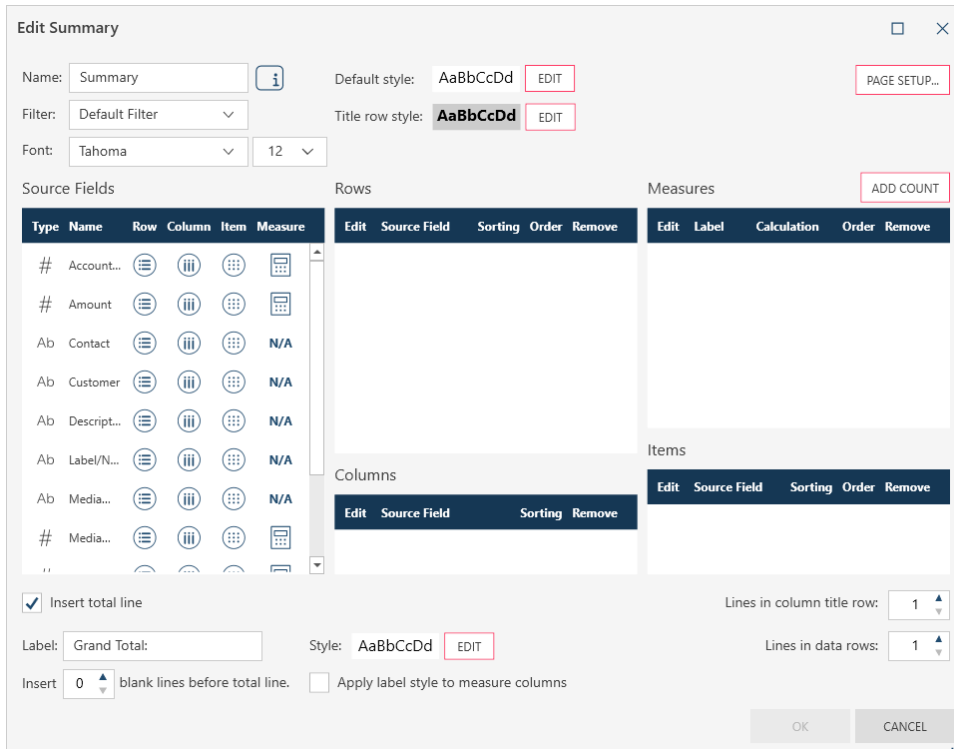 Edit Summary
Name: Summary
Default style: AaBbCcDd EDIT
PAGE SETUP...
Filter: Default Filter
Title row style: AaBbCcDd EDIT
Font: Tahoma 12
Source Fields
Rows
Measures
ADD COUNT
Type Name Row Column Item Measure
Edit Source Field Sorting Order Remove
Edit Label Calculation Order Remove
# Account...
# Amount
Ab Contact N/A
Ab Customer N/A
Ab Descript... N/A
Ab Label/N... N/A
Ab Media... N/A
# Media...
Columns
Edit Source Field Sorting Remove
Items
Edit Source Field Sorting Order Remove
Insert total line
Lines in column title row: 1
Label: Grand Total:
Style: AaBbCcDd EDIT
Lines in data rows: 1
Insert 0 blank lines before total line.
Apply label style to measure columns
OK
CANCEL